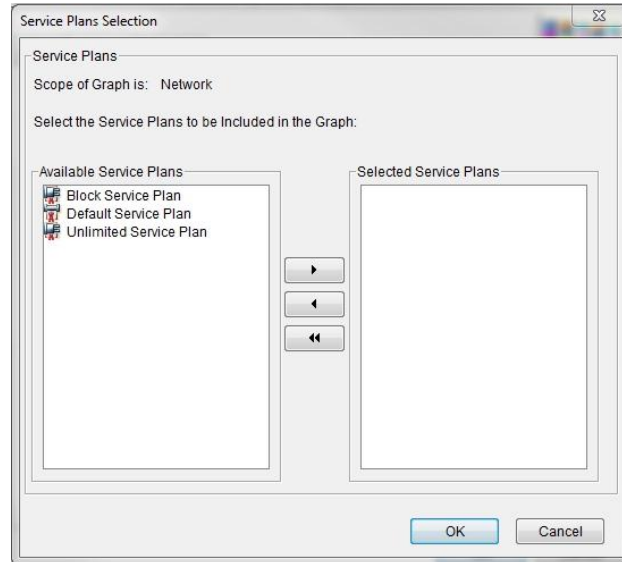 Service Plans Selection
Service Plans
Scope of Graph is: Network
Select the Service Plans to be Included in the Graph:
Available Service Plans
Selected Service Plans
Block Service Plan
Default Service Plan
Unlimited Service Plan
OK
Cancel